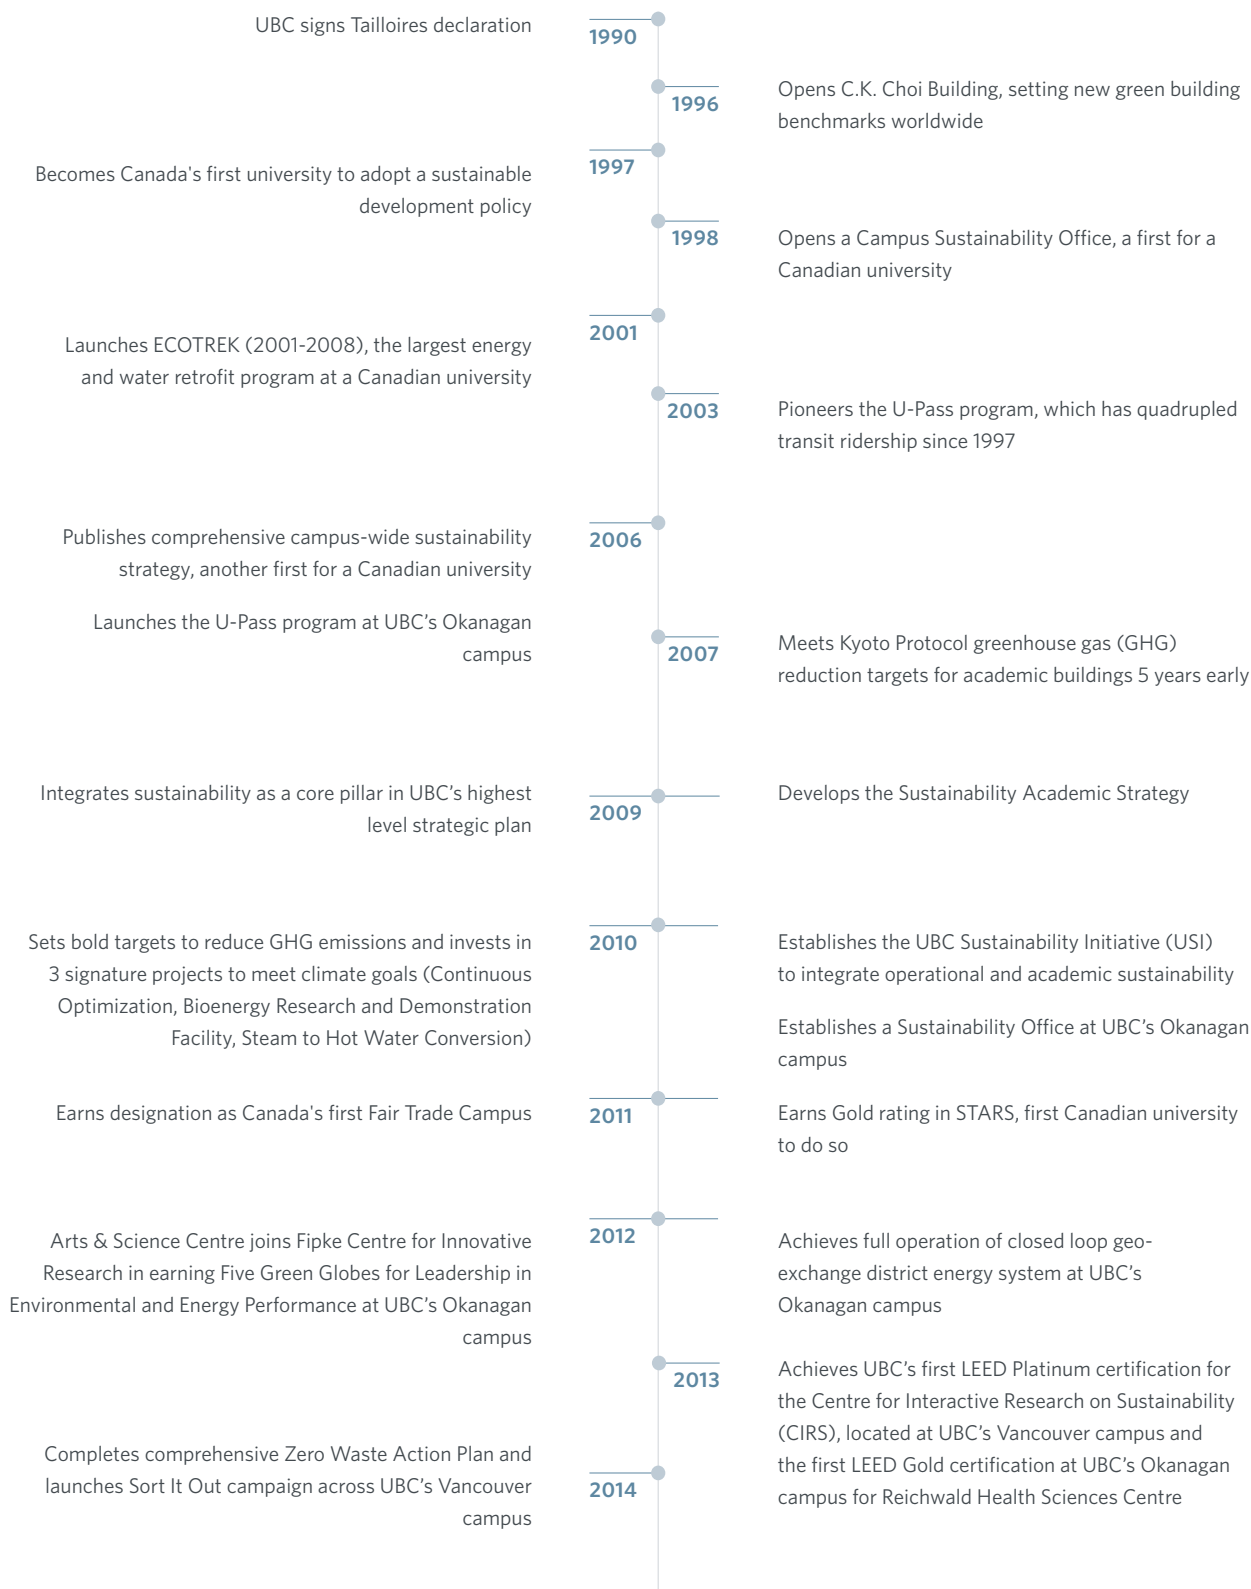 UBC signs Tailloires declaration
1990
1996
Opens C.K. Choi Building, setting new green building
benchmarks worldwide
1997
Becomes Canada's first university to adopt a sustainable
development policy
1998
Opens a Campus Sustainability Office, a first for a
Canadian university
2001
Launches ECOTREK (2001-2008), the largest energy
and water retrofit program at a Canadian university
2003
Pioneers the U-Pass program, which has quadrupled
transit ridership since 1997
2006
Publishes comprehensive campus-wide sustainability
strategy, another first for a Canadian university
Launches the U-Pass program at UBC’s Okanagan
campus
2007
Meets Kyoto Protocol greenhouse gas (GHG)
reduction targets for academic buildings 5 years early
2009
Integrates sustainability as a core pillar in UBC’s highest
level strategic plan
Develops the Sustainability Academic Strategy
2010
Sets bold targets to reduce GHG emissions and invests in
3 signature projects to meet climate goals (Continuous
Optimization, Bioenergy Research and Demonstration
Facility, Steam to Hot Water Conversion)
Establishes the UBC Sustainability Initiative (USI)
to integrate operational and academic sustainability
Establishes a Sustainability Office at UBC’s Okanagan
campus
2011
Earns designation as Canada's first Fair Trade Campus
Earns Gold rating in STARS, first Canadian university
to do so
2012
Arts & Science Centre joins Fipke Centre for Innovative
Research in earning Five Green Globes for Leadership in
Environmental and Energy Performance at UBC’s Okanagan
campus
Achieves full operation of closed loop geo-
exchange district energy system at UBC’s
Okanagan campus
2013
Achieves UBC’s first LEED Platinum certification for
the Centre for Interactive Research on Sustainability
(CIRS), located at UBC’s Vancouver campus and
the first LEED Gold certification at UBC’s Okanagan
campus for Reichwald Health Sciences Centre
2014
Completes comprehensive Zero Waste Action Plan and
launches Sort It Out campaign across UBC’s Vancouver
campus